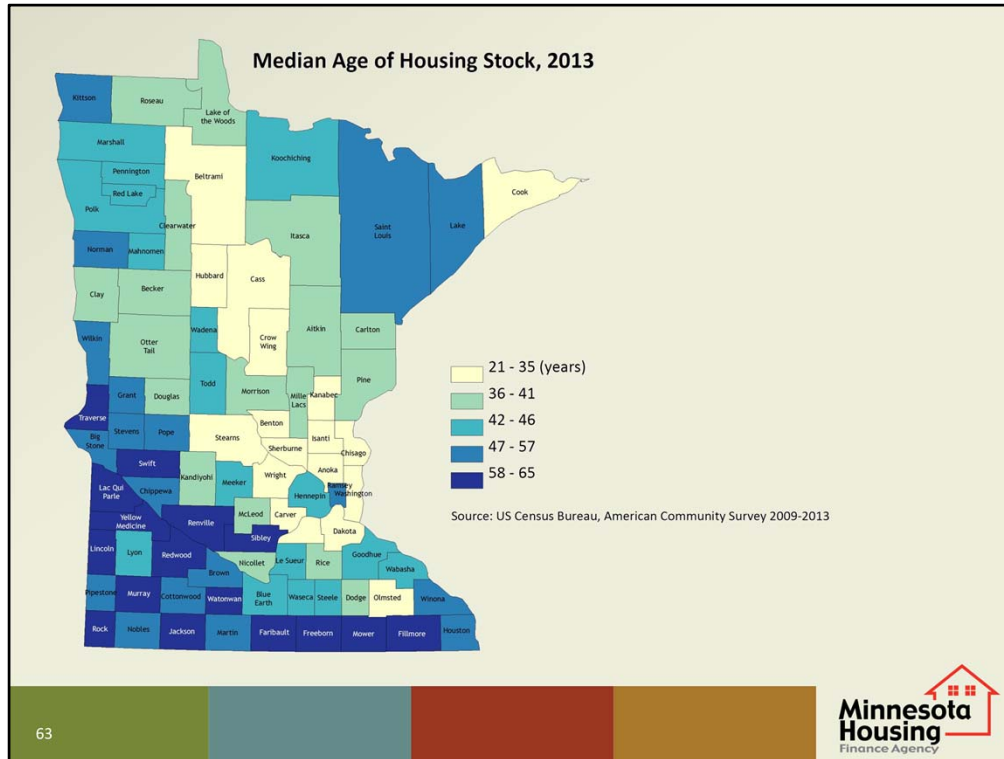 Median Age of Housing Stock, 2013
Kittson
Roseau
Lake of
the Woods
Marshall
Koochiching
Pennington
Beltrami
Red Lake
Cook
Polk
Clearwater
Saint
Louis
Lake
Itasca
Norman
Mahnomen
Hubbard
Cass
Clay
Becker
Wadena
Aitkin
Carlton
Wilkin
Otter
Tail
Crow
Wing
21 - 35 (years)
36 - 41
42 - 46
47 - 57
58 - 65
Todd
Morrison
Mille
Lacs
Kanabec
Pine
Grant
Douglas
Traverse
Benton
Big
Stone
Stevens
Pope
Stearns
Isanti
Chisago
Sherburne
Swift
Anoka
Kandiyohi
Meeker
Wright
Ramsey
Washington
Lac Qui
Parle
Chippewa
Hennepin
Source: US Census Bureau, American Community Survey 2009-2013
Yellow
Medicine
Renville
McLeod
Carver
Sibley
Dakota
Lincoln
Lyon
Redwood
Nicollet
Le Sueur
Rice
Goodhue
Wabasha
Brown
Pipestone
Murray
Cottonwood
Watonwan
Blue
Earth
Waseca
Steele
Dodge
Olmsted
Winona
Rock
Nobles
Jackson
Martin
Faribault
Freeborn
Mower
Fillmore
Houston
63
Minnesota
Housing
Finance Agency